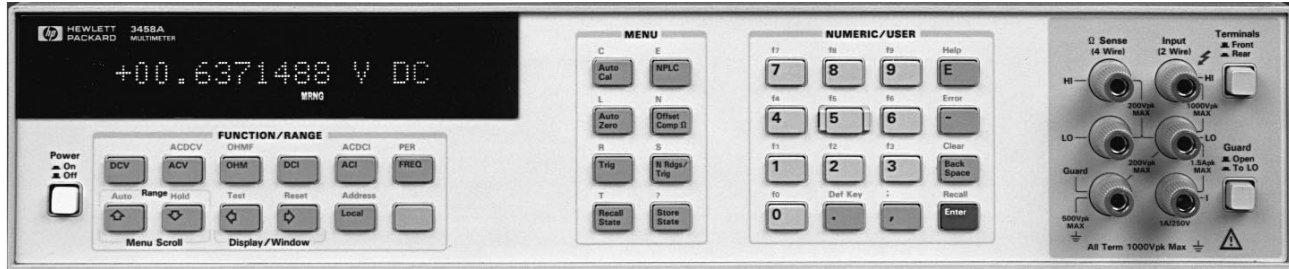 hp HEWLETT PACKARD 3458A MULTIMETER
+00.6371488 V DC
MRNG
FUNCTION/RANGE
ACDCV OHMF ACDCI PER
Power
On
Off
DCV ACV OHM DCI ACI FREQ
Auto Range Hold Test Reset Address
Local
Menu Scroll Display/Window
MENU
C E
Auto Cal NPLC
L N
Auto Zero Offset Comp Ω
R S
Trig N Rdgs/Trig
T ?
Recall State Store State
NUMERIC/USER
f7 f8 f9 Help
7 8 9 E
f4 f5 f6 Error
4 5 6 -
f1 f2 f3 Clear
1 2 3 Back Space
f0 Def Key ; Recall
0 . , Enter
Ω Sense (4 Wire)
Input (2 Wire)
Terminals
Front
Rear
HI HI
200Vpk MAX
1000Vpk MAX
LO LO
200Vpk MAX
1.5Apk MAX
Guard
Open
To LO
Guard
I
500Vpk MAX
1A/250V
All Term 1000Vpk Max